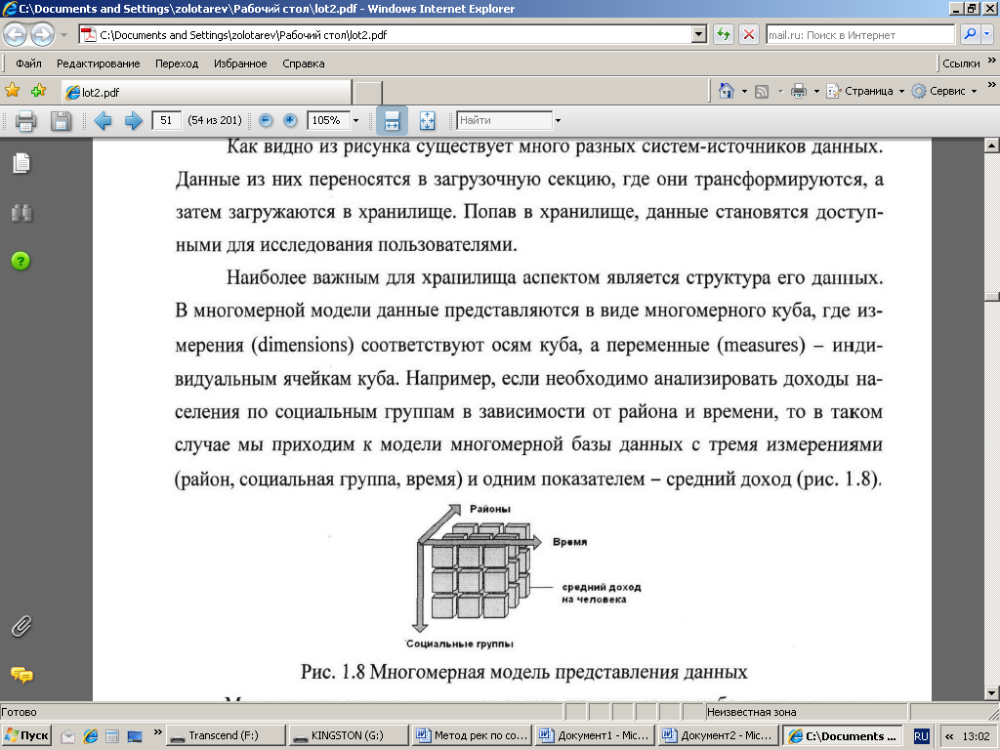 C:\Documents and Settings\zolotarev\Рабочий стол\lot2.pdf - Windows Internet Explorer
C:\Documents and Settings\zolotarev\Рабочий стол\lot2.pdf
mail.ru: Поиск в Интернет
Файл Редактирование Переход Избранное Справка
Ссылки »
lot2.pdf
Страница Сервис »
51 (54 из 201) 105% Найти
Как видно из рисунка существует много разных систем-источников данных.
Данные из них переносятся в загрузочную секцию, где они трансформируются, а
затем загружаются в хранилище. Попав в хранилище, данные становятся доступ-
ными для исследования пользователями.
Наиболее важным для хранилища аспектом является структура его данных.
В многомерной модели данные представляются в виде многомерного куба, где из-
мерения (dimensions) соответствуют осям куба, а переменные (measures) – инди-
видуальным ячейкам куба. Например, если необходимо анализировать доходы на-
селения по социальным группам в зависимости от района и времени, то в таком
случае мы приходим к модели многомерной базы данных с тремя измерениями
(район, социальная группа, время) и одним показателем – средний доход (рис. 1.8).
Районы
Время
средний доход
на человека
Социальные группы
Рис. 1.8 Многомерная модель представления данных
Готово
Неизвестная зона
Пуск » Transcend (F:) KINGSTON (G:) Метод рек по со... Документ1 - Mic... Документ2 - Mic... C:\Documents ... RU « 13:02